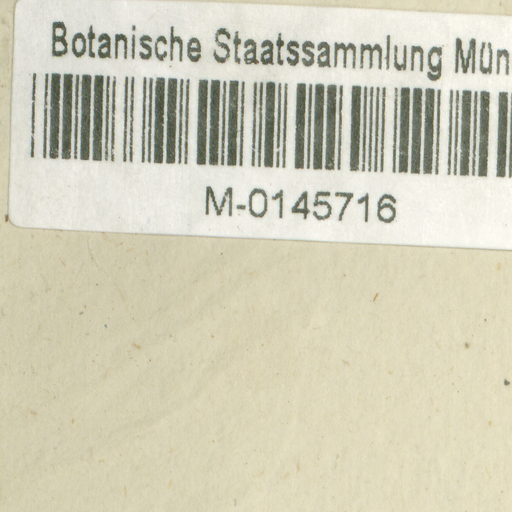 Botanische Staatssammlung Mün
M-0145716